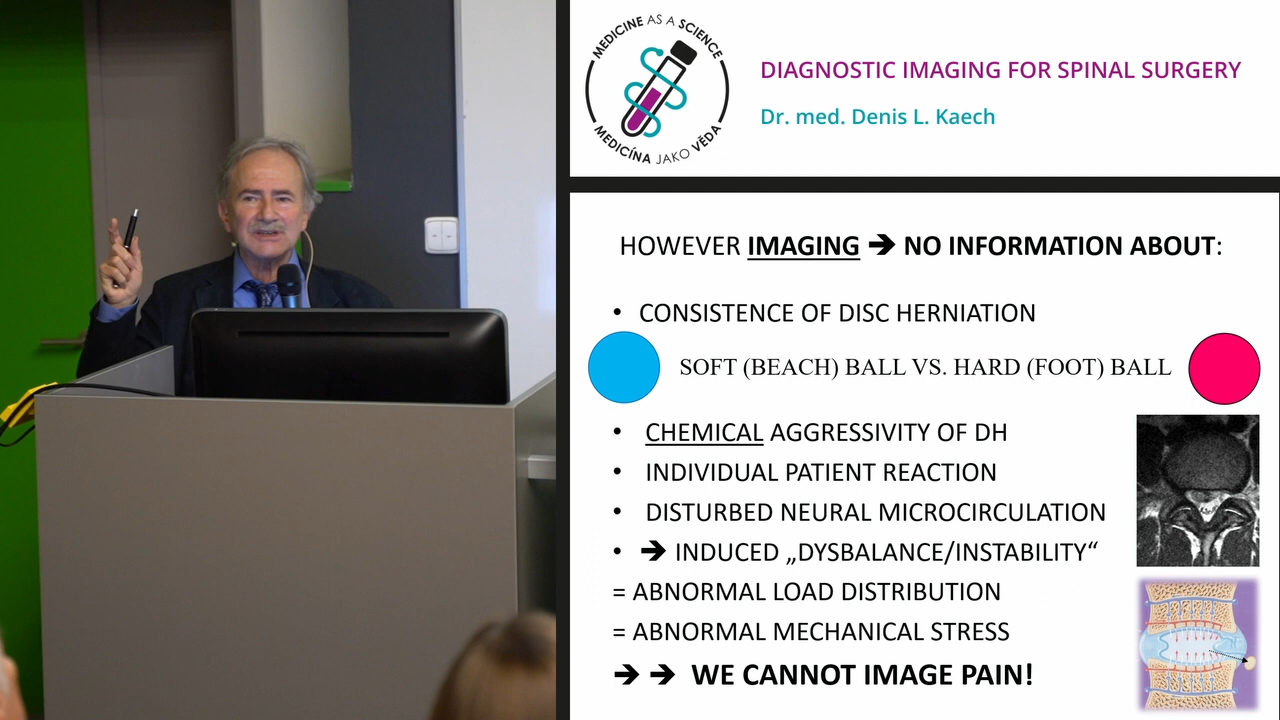 MEDICINE AS A SCIENCE
MEDICÍNA JAKO VĚDA
DIAGNOSTIC IMAGING FOR SPINAL SURGERY
Dr. med. Denis L. Kaech
HOWEVER IMAGING ➔ NO INFORMATION ABOUT:
• CONSISTENCE OF DISC HERNIATION
SOFT (BEACH) BALL VS. HARD (FOOT) BALL
• CHEMICAL AGGRESSIVITY OF DH
• INDIVIDUAL PATIENT REACTION
• DISTURBED NEURAL MICROCIRCULATION
• ➔ INDUCED „DYSBALANCE/INSTABILITY“
= ABNORMAL LOAD DISTRIBUTION
= ABNORMAL MECHANICAL STRESS
➔ ➔ WE CANNOT IMAGE PAIN!